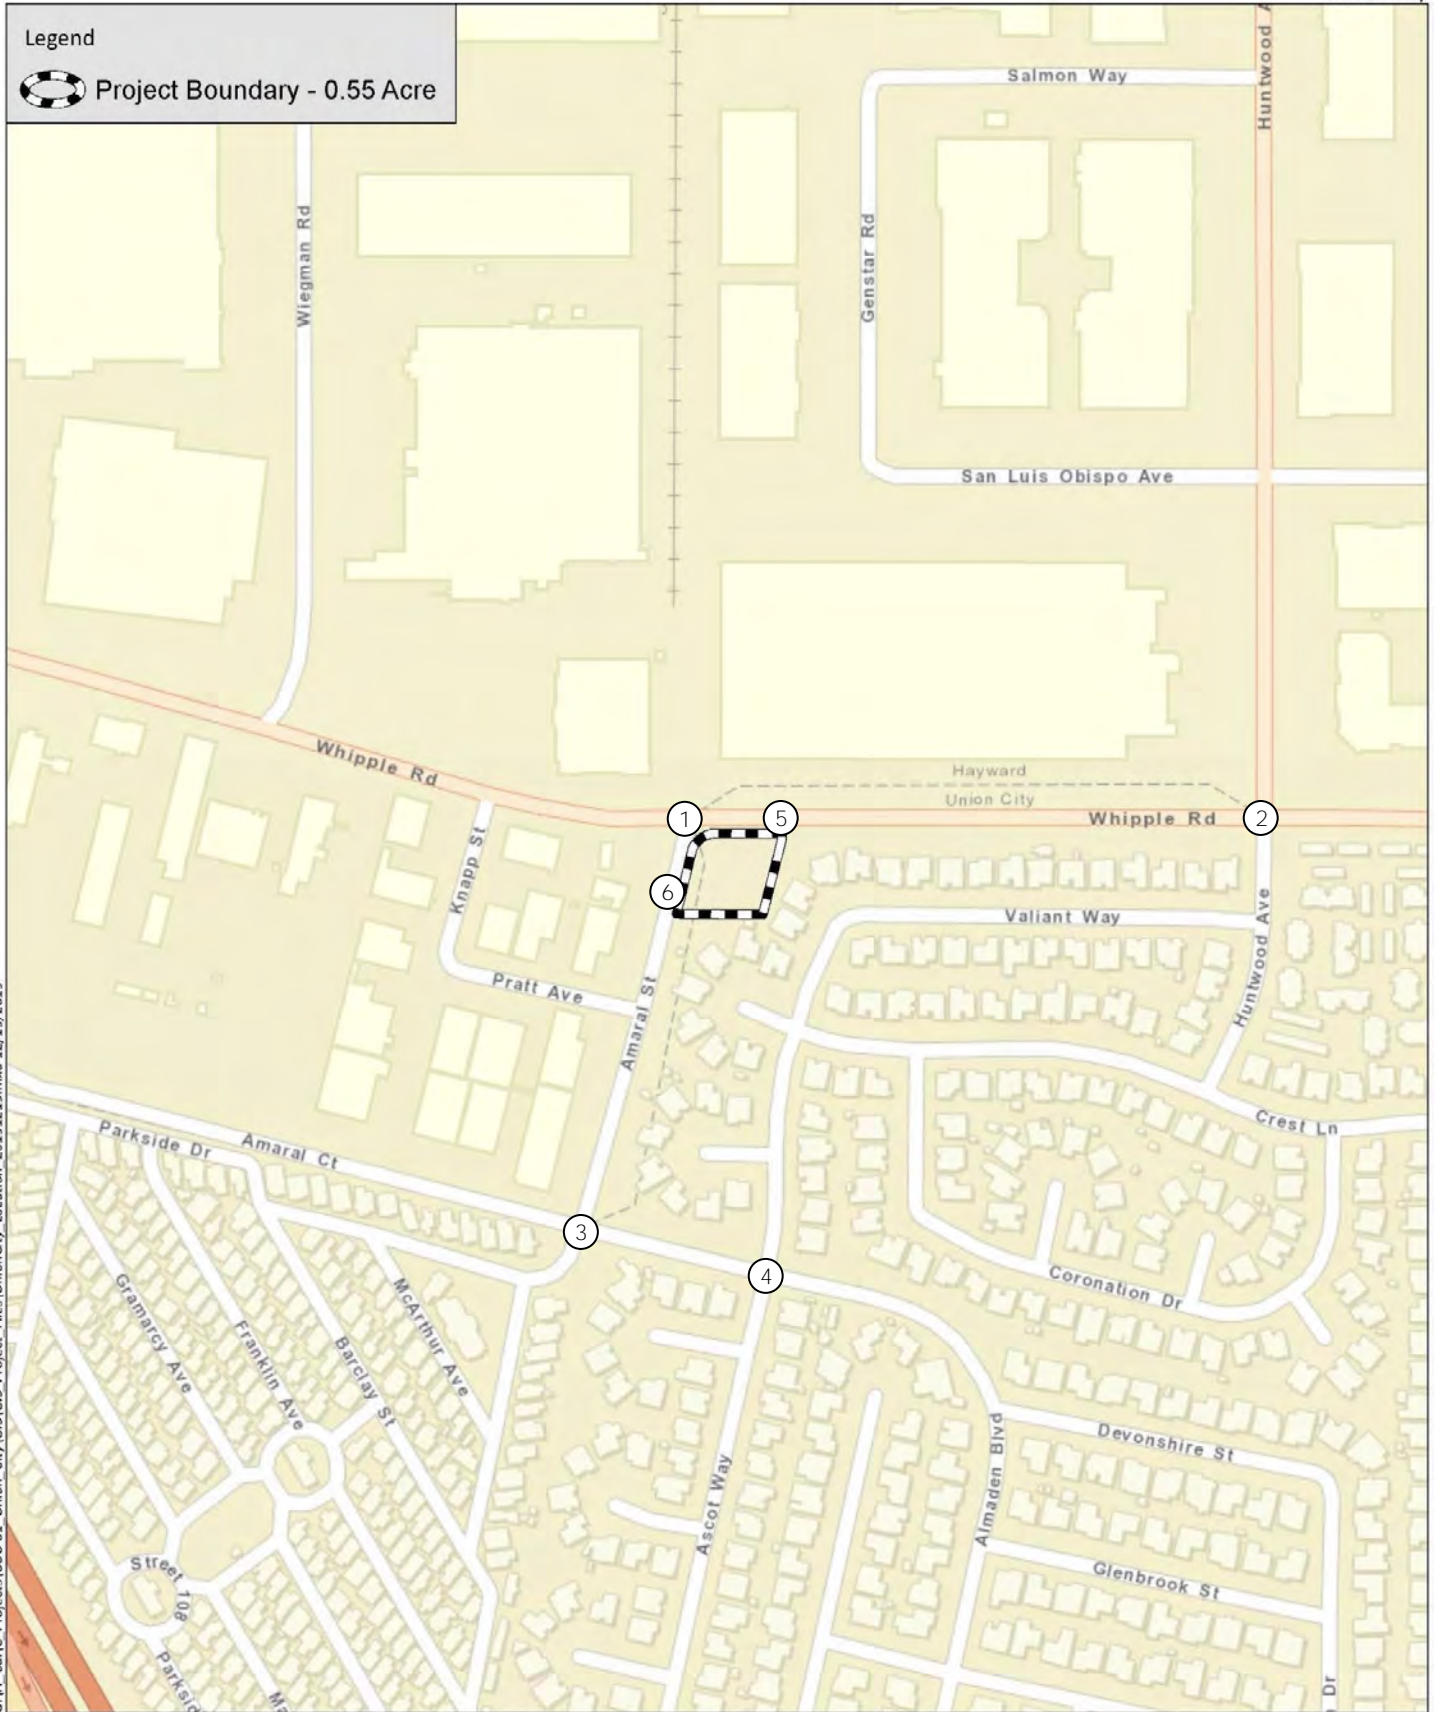 Legend
Project Boundary - 0.55 Acre
Salmon Way
Huntwood
Wiegman Rd
Genstar Rd
San Luis Obispo Ave
Whipple Rd
Hayward
Union City
Whipple Rd
1
5
2
6
Knapp St
Valiant Way
Huntwood Ave
Pratt Ave
Amaral St
Crest Ln
Parkside Dr
Amaral Ct
3
4
Coronation Dr
Gramarcy Ave
Franklin Ave
Barclay St
McArthur Ave
Devonshire St
Almaden Blvd
Ascot Way
Glenbrook St
Street 108
Dr